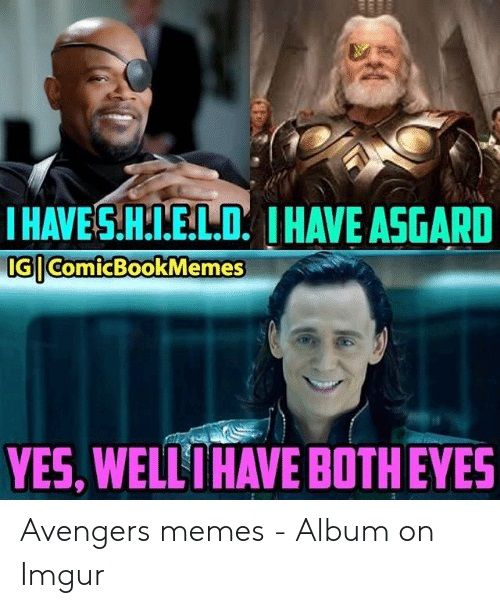 I HAVE S.H.I.E.L.D. I HAVE ASGARD
IG|ComicBookMemes
YES, WELL I HAVE BOTH EYES
Avengers memes - Album on
Imgur